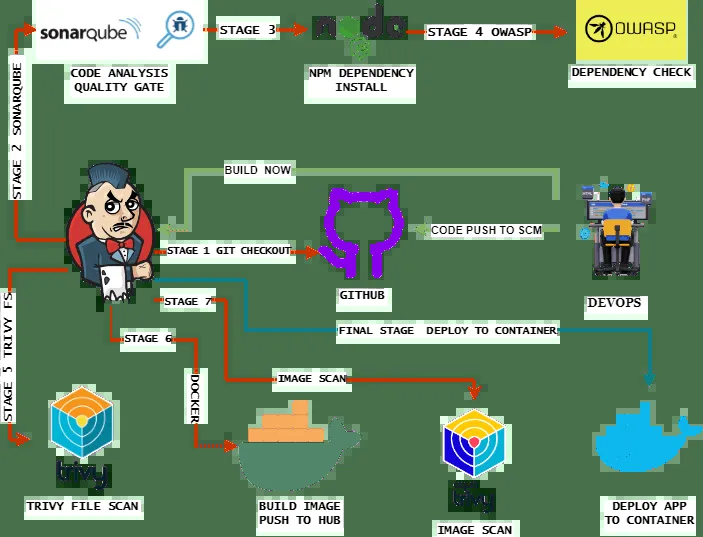 sonarqube
STAGE 3
node
STAGE 4 OWASP
OWASP
CODE ANALYSIS
QUALITY GATE
NPM DEPENDENCY
INSTALL
DEPENDENCY CHECK
STAGE 2 SONARQUBE
BUILD NOW
CODE PUSH TO SCM
STAGE 1 GIT CHECKOUT
GITHUB
DEVOPS
STAGE 7
STAGE 5 TRIVY FS
STAGE 6
FINAL STAGE DEPLOY TO CONTAINER
IMAGE SCAN
DOCKER
trivy
trivy
TRIVY FILE SCAN
BUILD IMAGE
PUSH TO HUB
IMAGE SCAN
DEPLOY APP
TO CONTAINER